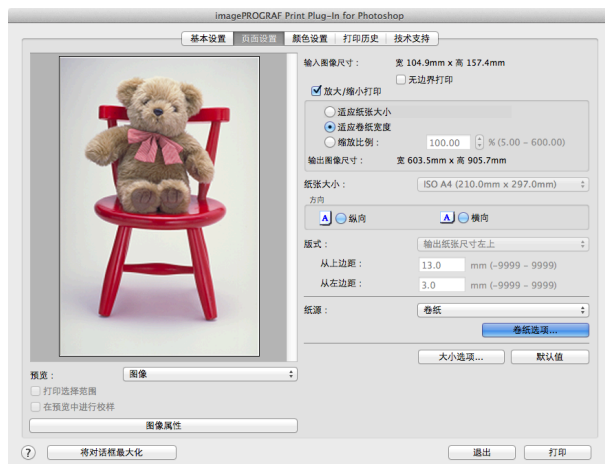 imagePROGRAF Print Plug-In for Photoshop
基本设置 页面设置 颜色设置 打印历史 技术支持
输入图像尺寸： 宽 104.9mm x 高 157.4mm
无边界打印
放大/缩小打印
适应纸张大小
适应卷纸宽度
缩放比例： 100.00 % (5.00 - 600.00)
输出图像尺寸： 宽 603.5mm x 高 905.7mm
纸张大小： ISO A4 (210.0mm x 297.0mm)
方向
A 纵向 A 横向
版式： 输出纸张尺寸左上
从上边距： 13.0 mm (-9999 - 9999)
从左边距： 3.0 mm (-9999 - 9999)
纸源： 卷纸
卷纸选项...
大小选项... 默认值
预览： 图像
打印选择范围
在预览中进行校样
图像属性
? 将对话框最大化 退出 打印